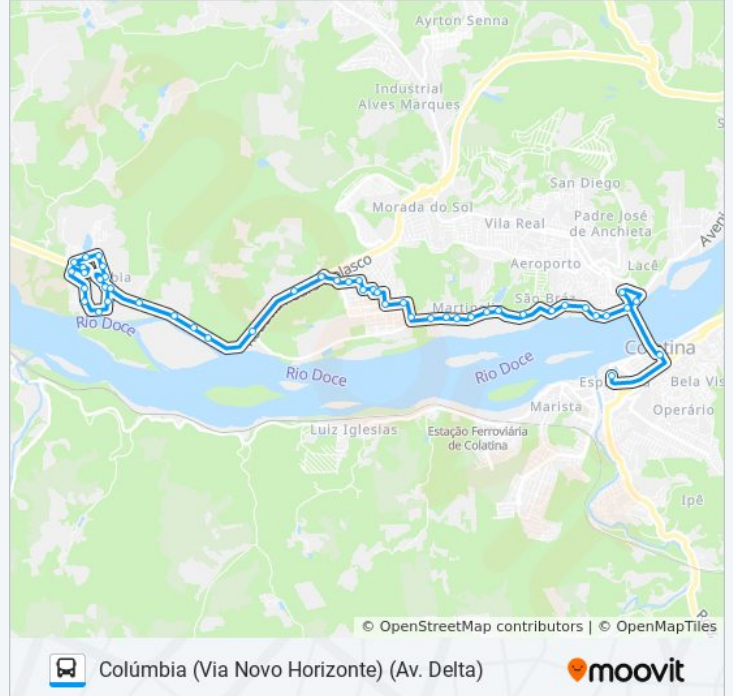 Ayrton Senna
Industrial
Alves Marques
San Diego
Morada do Sol
Padre José
de Anchieta
Vila Real
Aeroporto
Lacê
Rio Doce
Rio Doce
Rio Doce
Colatina
Bela Vis
Marista
Operário
Luiz Iglesias
Estação Ferroviária
de Colatina
Ipê
© OpenStreetMap contributors | © OpenMapTiles
Colúmbia (Via Novo Horizonte) (Av. Delta)
moovit